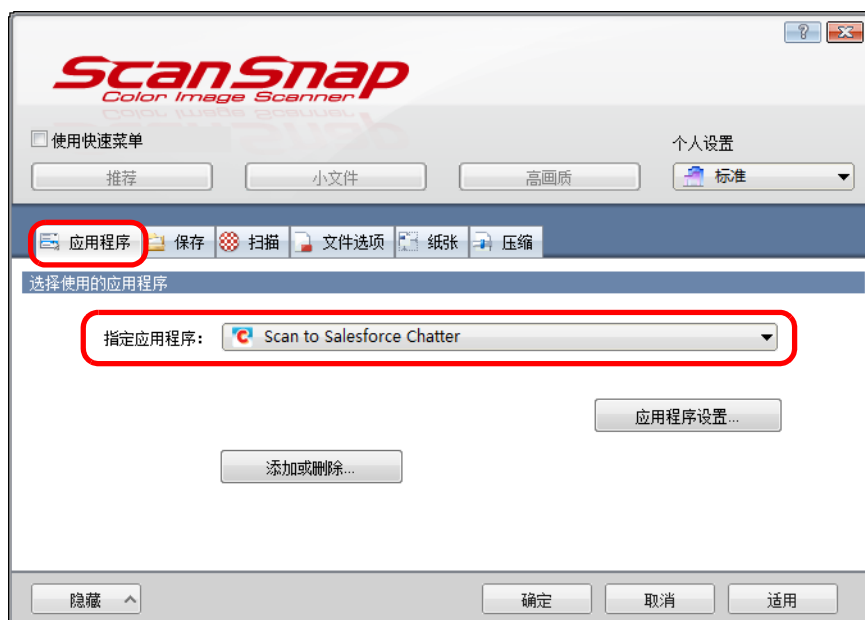 ScanSnap
Color Image Scanner
使用快速菜单
个人设置
推荐 小文件 高画质 标准
应用程序 保存 扫描 文件选项 纸张 压缩
选择使用的应用程序
指定应用程序: Scan to Salesforce Chatter
应用程序设置...
添加或删除...
隐藏 确定 取消 适用